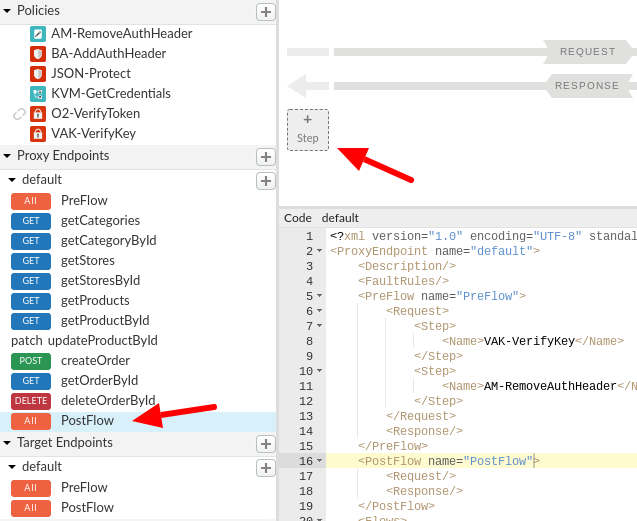 Policies
AM-RemoveAuthHeader
BA-AddAuthHeader
JSON-Protect
KVM-GetCredentials
O2-VerifyToken
VAK-VerifyKey
Proxy Endpoints
default
All PreFlow
GET getCategories
GET getCategoryById
GET getStores
GET getStoresById
GET getProducts
GET getProductById
patch updateProductById
POST createOrder
GET getOrderById
DELETE deleteOrderById
All PostFlow
Target Endpoints
default
All PreFlow
All PostFlow
REQUEST
RESPONSE
+
Step
Code default
1 <?xml version="1.0" encoding="UTF-8" standal
2 <ProxyEndpoint name="default">
3 <Description/>
4 <FaultRules/>
5 <PreFlow name="PreFlow">
6 <Request>
7 <Step>
8 <Name>VAK-VerifyKey</Name>
9 </Step>
10 <Step>
11 <Name>AM-RemoveAuthHeader</N
12 </Step>
13 </Request>
14 <Response/>
15 </PreFlow>
16 <PostFlow name="PostFlow">
17 <Request/>
18 <Response/>
19 </PostFlow>
20 <Flows>